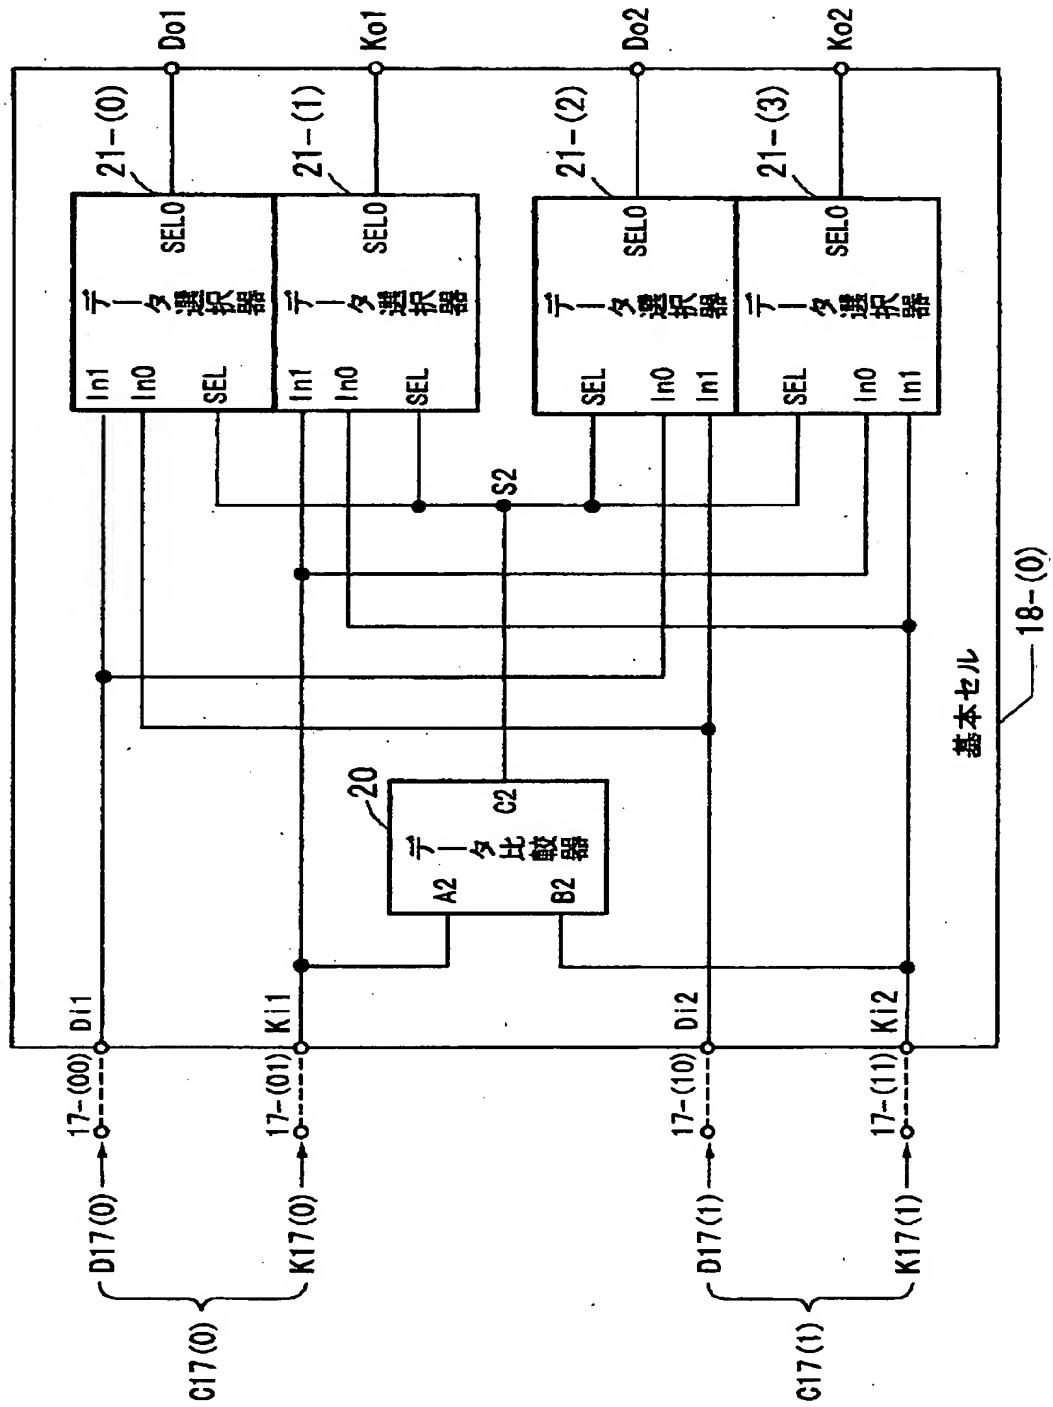 C17(0)
D17(0)
17-(00)
Di1
K17(0)
17-(01)
Ki1
C17(1)
D17(1)
17-(10)
Di2
K17(1)
17-(11)
Ki2
20
A2
B2
データ比較器
C2
S2
In1
In0
SEL
データ選択器
SELO
21-(0)
Do1
In1
In0
SEL
データ選択器
SELO
21-(1)
Ko1
SEL
In0
In1
データ選択器
SELO
21-(2)
Do2
SEL
In0
In1
データ選択器
SELO
21-(3)
Ko2
基本セル
18-(0)